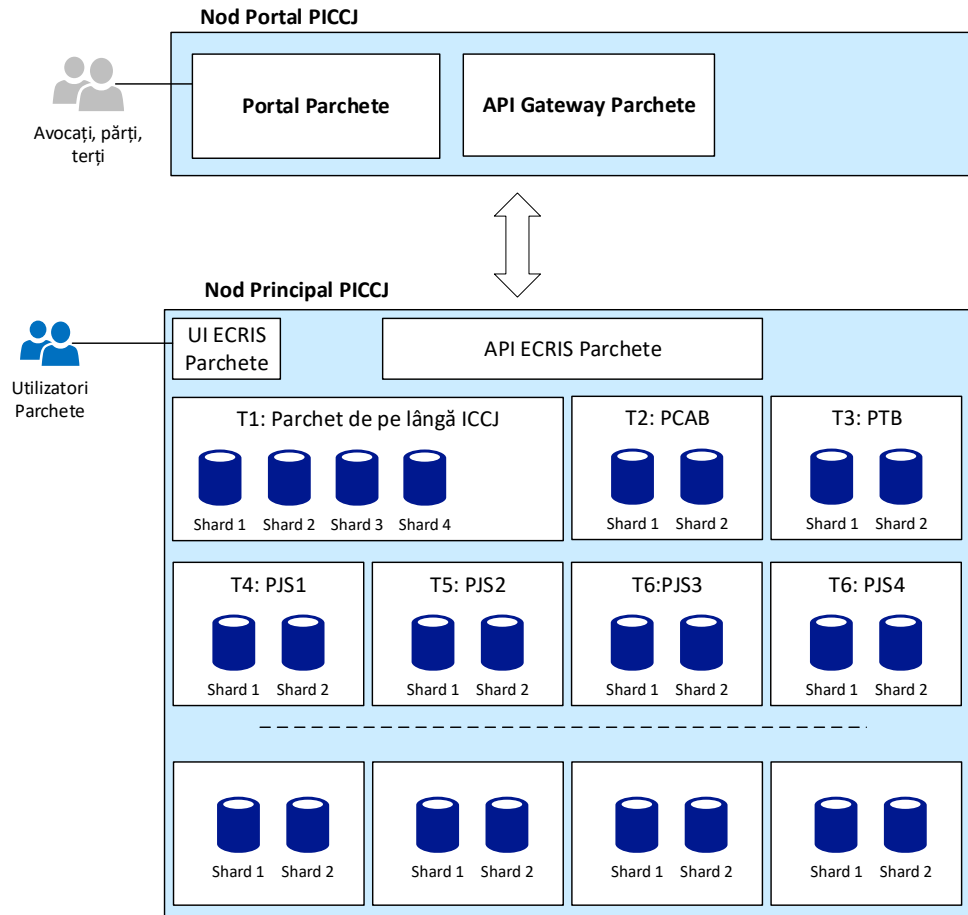 Nod Portal PICCJ
Portal Parchete
API Gateway Parchete
Avocați, părți,
terți
Nod Principal PICCJ
UI ECRIS
Parchete
API ECRIS Parchete
Utilizatori
Parchete
T1: Parchet de pe lângă ICCJ
Shard 1 Shard 2 Shard 3 Shard 4
T2: PCAB
Shard 1 Shard 2
T3: PTB
Shard 1 Shard 2
T4: PJS1
Shard 1 Shard 2
T5: PJS2
Shard 1 Shard 2
T6:PJS3
Shard 1 Shard 2
T6: PJS4
Shard 1 Shard 2
Shard 1 Shard 2
Shard 1 Shard 2
Shard 1 Shard 2
Shard 1 Shard 2